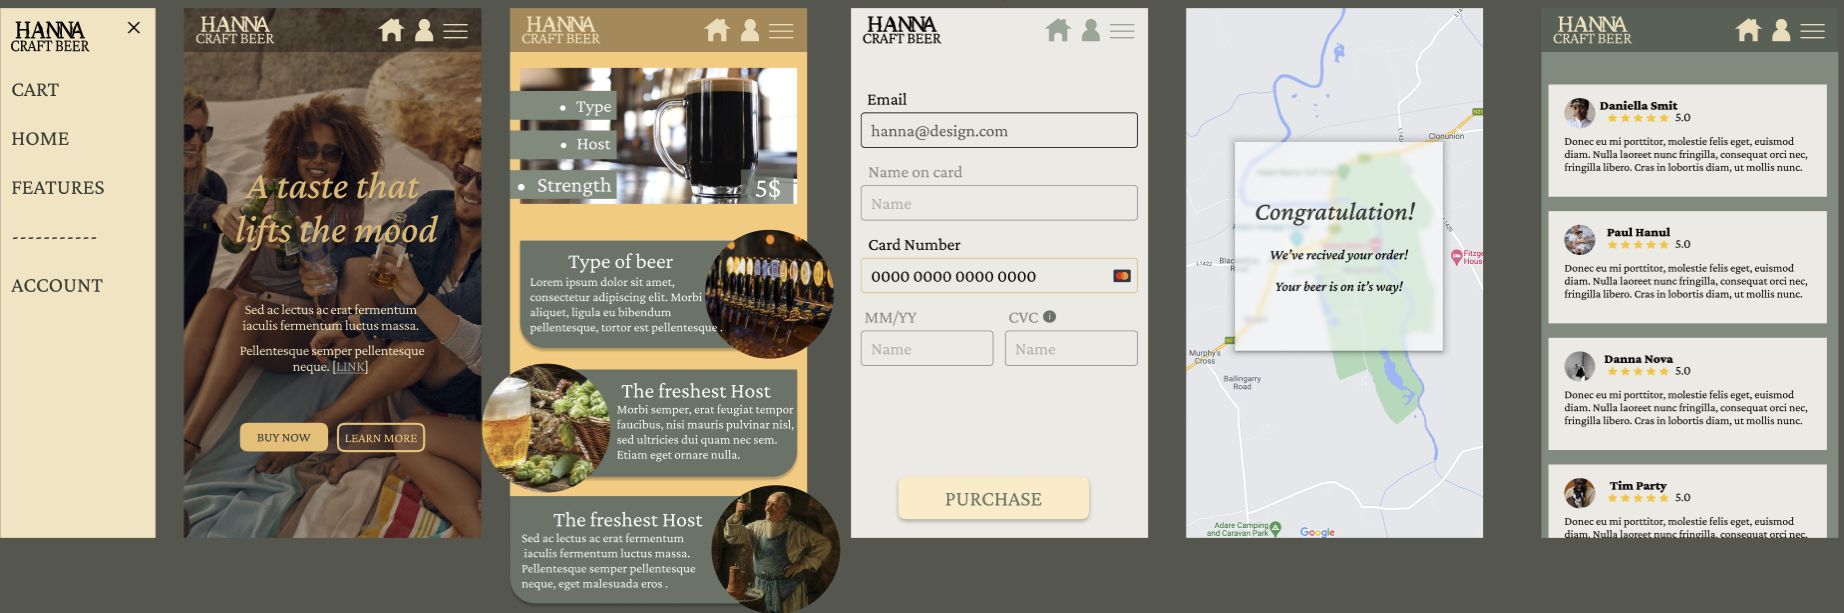 HANNA
CRAFT BEER
CART
HOME
FEATURES
-----------
ACCOUNT
HANNA
CRAFT BEER
A taste that
lifts the mood
Sed ac lectus ac erat fermentum
iaculis fermentum luctus massa.
Pellentesque semper pellentesque
neque. [LINK]
BUY NOW
LEARN MORE
HANNA
CRAFT BEER
• Type
• Host
• Strength
5$
Type of beer
Lorem ipsum dolor sit amet,
consectetur adipiscing elit. Morbi
aliquet, ligula eu bibendum
pellentesque, tortor est pellentesque .
The freshest Host
Morbi semper, erat feugiat tempor
faucibus, nisi mauris pulvinar nisl,
sed ultricies dui quam nec sem.
Etiam eget ornare nulla.
The freshest Host
Sed ac lectus ac erat fermentum
iaculis fermentum luctus massa.
Pellentesque semper pellentesque
neque, eget malesuada eros .
HANNA
CRAFT BEER
Email
hanna@design.com
Name on card
Name
Card Number
0000 0000 0000 0000
MM/YY
CVC
Name
Name
PURCHASE
Clonunion
Congratulation!
We've recived your order!
Your beer is on it's way!
L1422
Road
Murphy's
Cross
Ballingarry
Road
Adare Camping
and Caravan Park
Google
HANNA
CRAFT BEER
Daniella Smit
5.0
Donec eu mi porttitor, molestie felis eget, euismod
diam. Nulla laoreet nunc fringilla, consequat orci nec,
fringilla libero. Cras in lobortis diam, ut mollis nunc.
Paul Hanul
5.0
Donec eu mi porttitor, molestie felis eget, euismod
diam. Nulla laoreet nunc fringilla, consequat orci nec,
fringilla libero. Cras in lobortis diam, ut mollis nunc.
Danna Nova
5.0
Donec eu mi porttitor, molestie felis eget, euismod
diam. Nulla laoreet nunc fringilla, consequat orci nec,
fringilla libero. Cras in lobortis diam, ut mollis nunc.
Tim Party
5.0
Donec eu mi porttitor, molestie felis eget, euismod
diam. Nulla laoreet nunc fringilla, consequat orci nec,
fringilla libero. Cras in lobortis diam, ut mollis nunc.